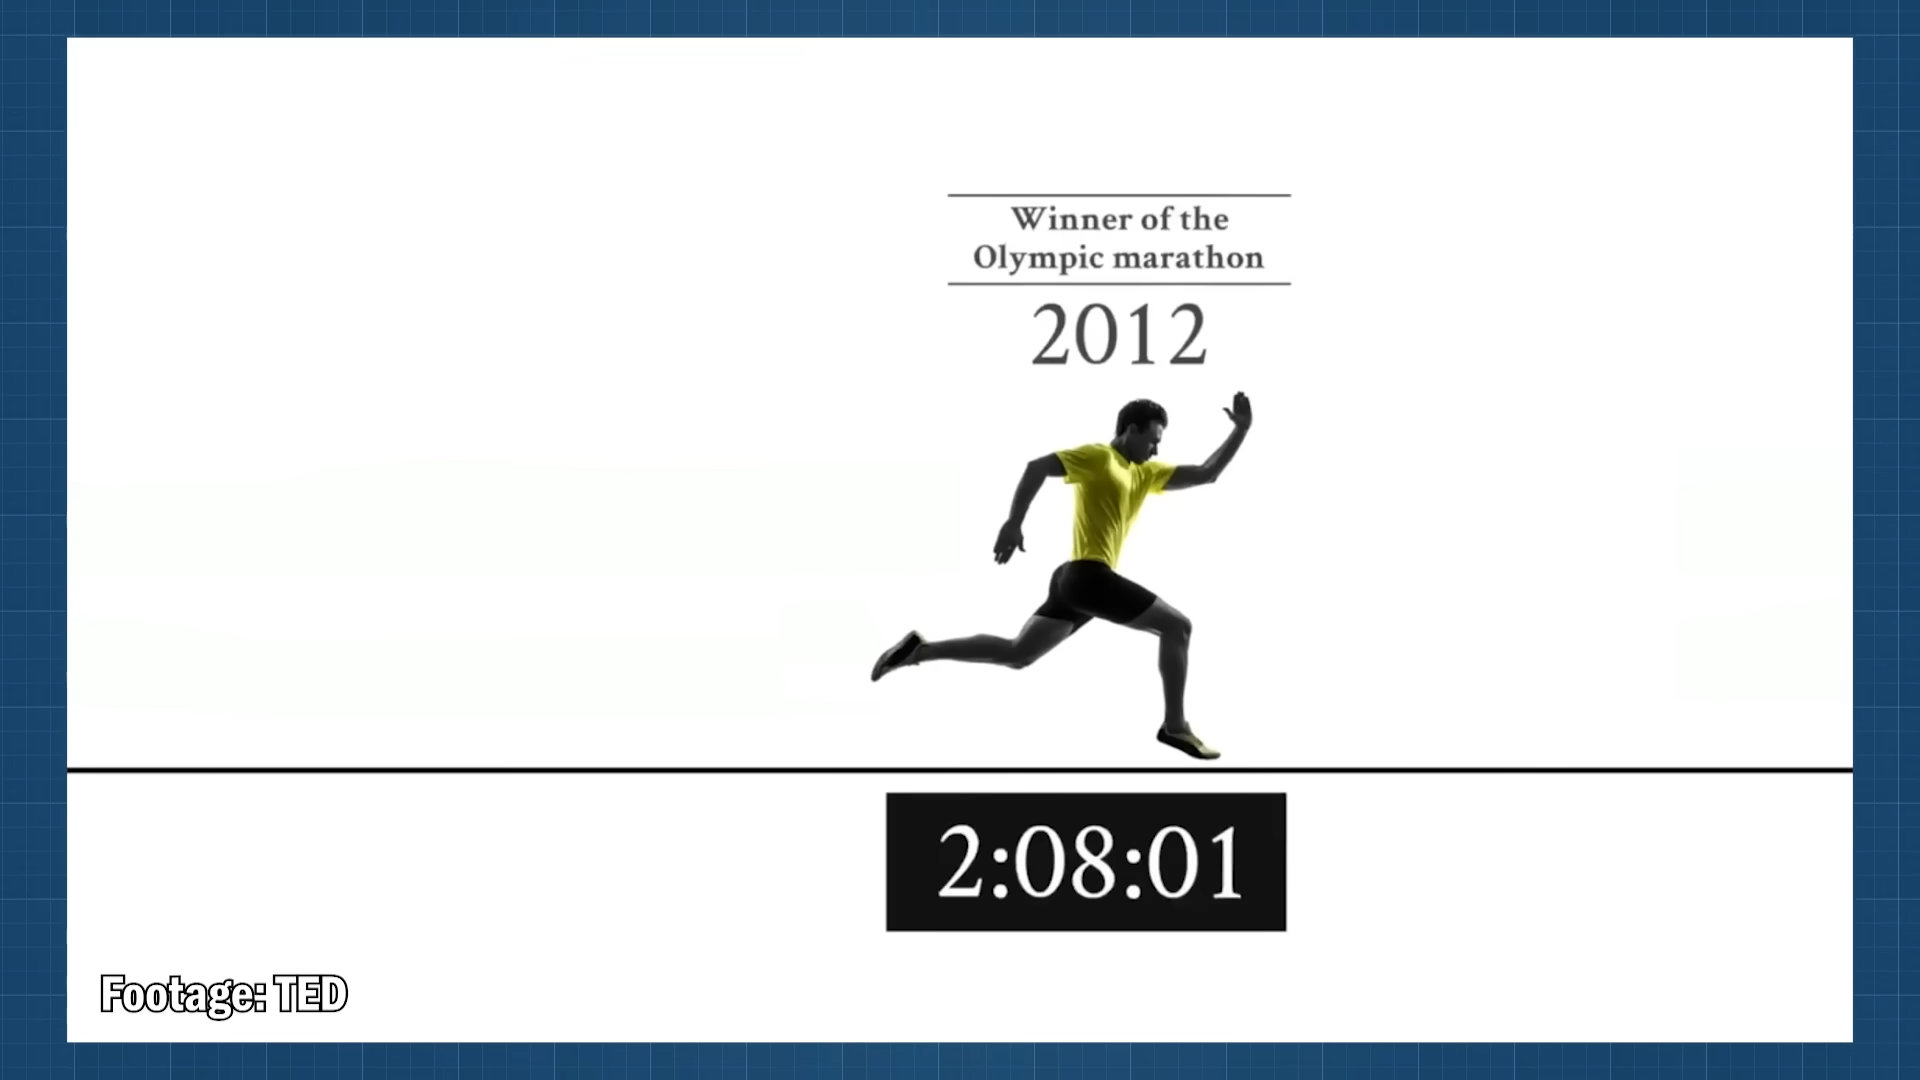 Winner of the
Olympic marathon
2012
2:08:01
Footage: TED